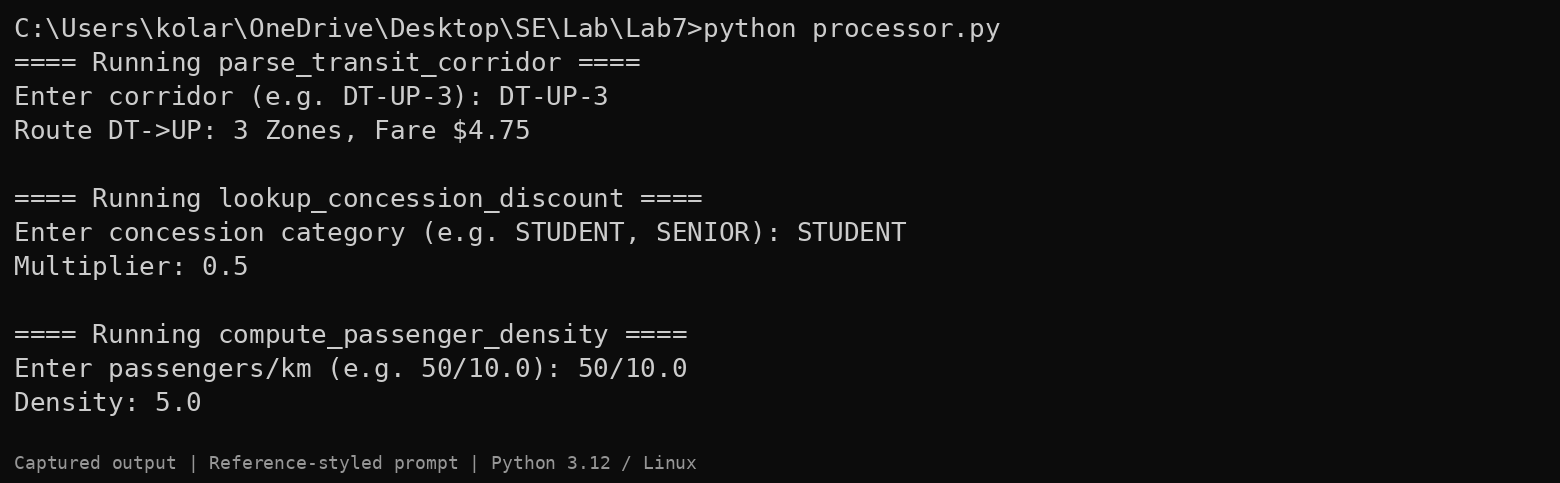 C:\Users\kolar\OneDrive\Desktop\SE\Lab\Lab7>python processor.py
==== Running parse_transit_corridor ====
Enter corridor (e.g. DT-UP-3): DT-UP-3
Route DT->UP: 3 Zones, Fare $4.75
==== Running lookup_concession_discount ====
Enter concession category (e.g. STUDENT, SENIOR): STUDENT
Multiplier: 0.5
==== Running compute_passenger_density ====
Enter passengers/km (e.g. 50/10.0): 50/10.0
Density: 5.0
Captured output | Reference-styled prompt | Python 3.12 / Linux